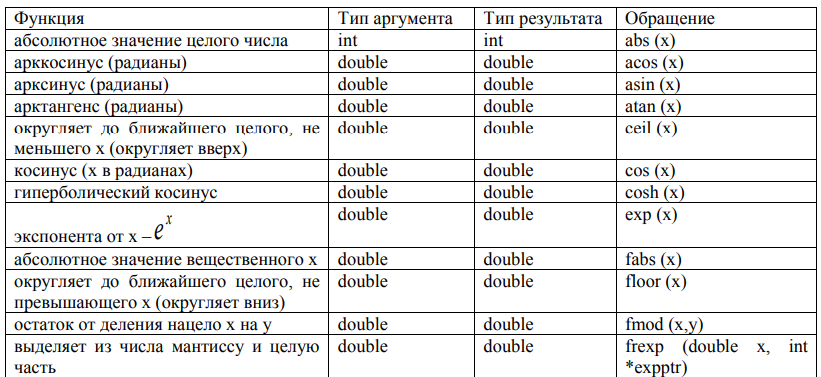 Функция Тип аргумента Тип результата Обращение
абсолютное значение целого числа int int abs (x)
арккосинус (радианы) double double acos (x)
арксинус (радианы) double double asin (x)
арктангенс (радианы) double double atan (x)
округляет до ближайшего целого, не double double ceil (x)
меньшего x (округляет вверх)
косинус (x в радианах) double double cos (x)
гиперболический косинус double double cosh (x)
экспонента от x – e^x double double exp (x)
абсолютное значение вещественного x double double fabs (x)
округляет до ближайшего целого, не double double floor (x)
превышающего x (округляет вниз)
остаток от деления нацело x на y double double fmod (x,y)
выделяет из числа мантиссу и целую double double frexp (double x, int
часть *expptr)